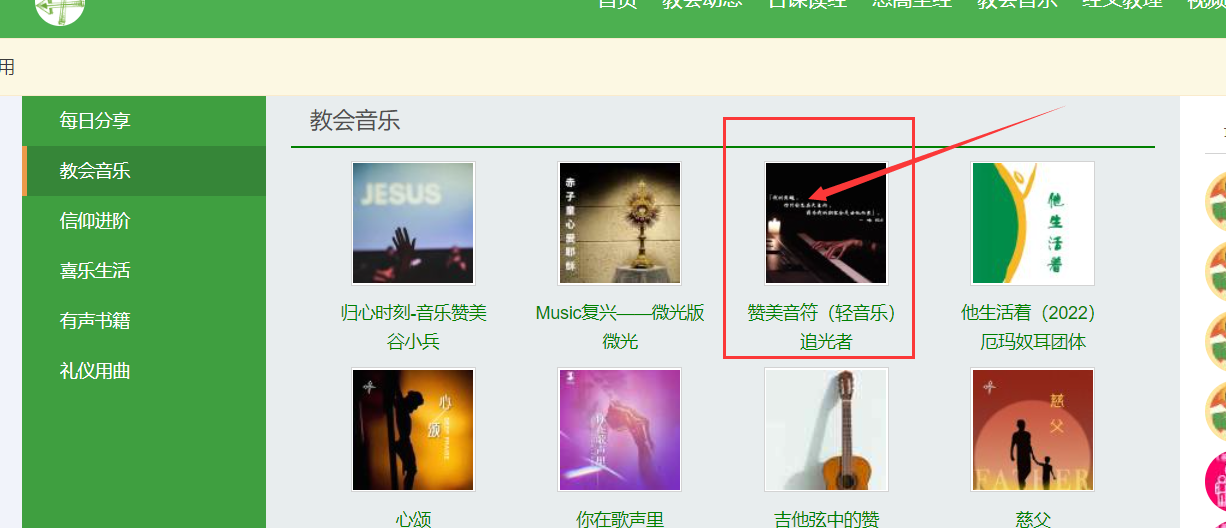 首页 教会动态 日课读经 思高圣经 教会音乐 经文教理 视频
用
每日分享
教会音乐
信仰进阶
喜乐生活
有声书籍
礼仪用曲
教会音乐
JESUS
赤子童心爱耶稣
他生活着
归心时刻-音乐赞美
谷小兵
Music复兴——微光版
微光
赞美音符（轻音乐）
追光者
他生活着（2022）
厄玛奴耳团体
心颂
你在歌声里
慈父
FATHER
心颂
你在歌声里
吉他弦中的赞
慈父